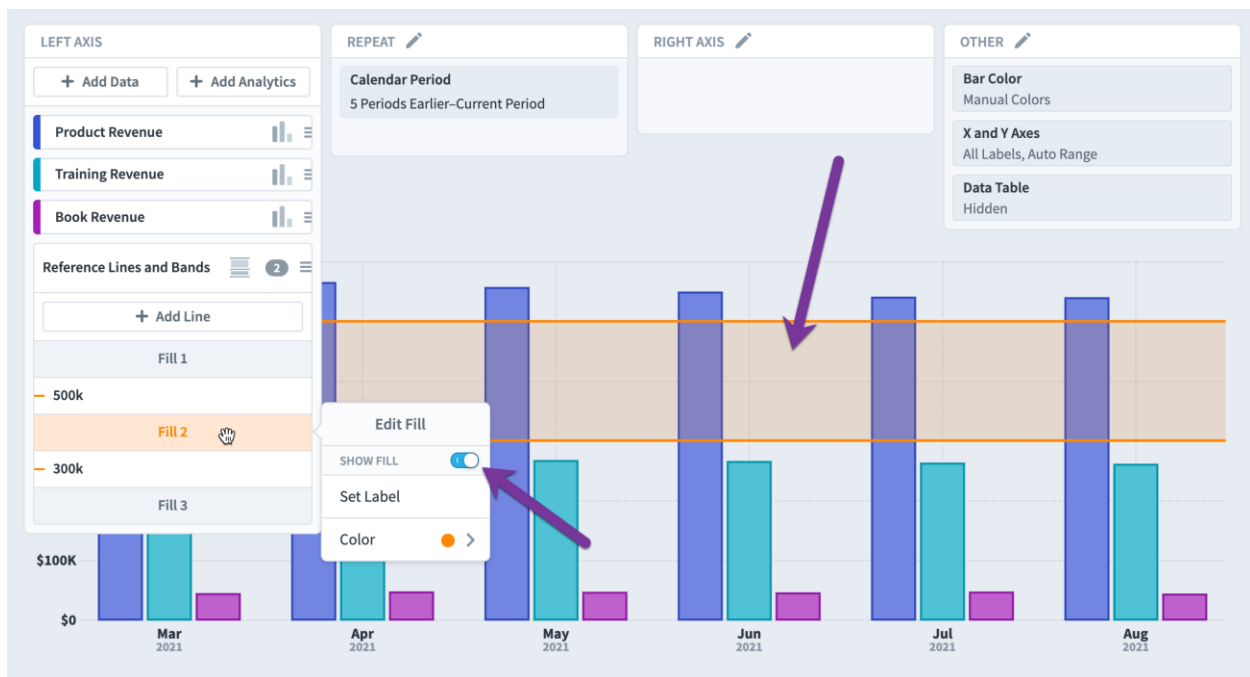 LEFT AXIS
+ Add Data
+ Add Analytics
Product Revenue
Training Revenue
Book Revenue
Reference Lines and Bands 2
+ Add Line
Fill 1
500k
Fill 2
300k
Fill 3
REPEAT
Calendar Period
5 Periods Earlier–Current Period
RIGHT AXIS
OTHER
Bar Color
Manual Colors
X and Y Axes
All Labels, Auto Range
Data Table
Hidden
Edit Fill
SHOW FILL
Set Label
Color
$100K
$0
Mar
2021
Apr
2021
May
2021
Jun
2021
Jul
2021
Aug
2021